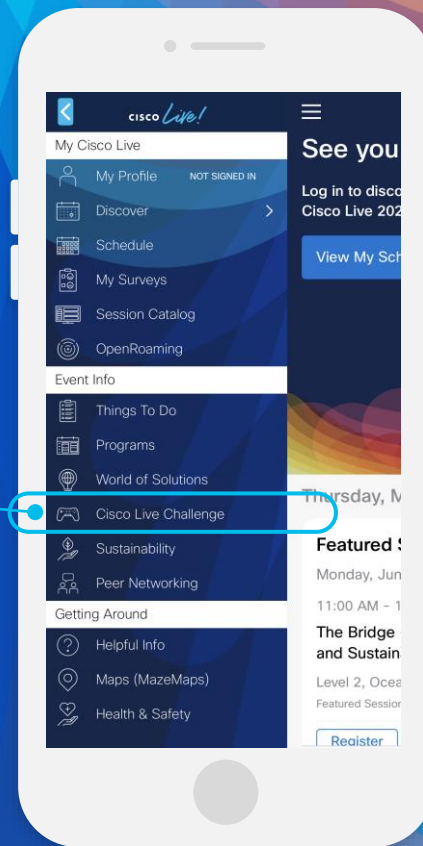 CISCO Live!
My Cisco Live
My Profile NOT SIGNED IN
Discover
Schedule
My Surveys
Session Catalog
OpenRoaming
Event Info
Things To Do
Programs
World of Solutions
Cisco Live Challenge
Sustainability
Peer Networking
Getting Around
Helpful Info
Maps (MazeMaps)
Health & Safety
See you
Log in to disco
Cisco Live 202
View My Sch
Thursday, M
Featured S
Monday, Jun
11:00 AM - 1
The Bridge
and Sustain
Level 2, Ocea
Featured Session
Register